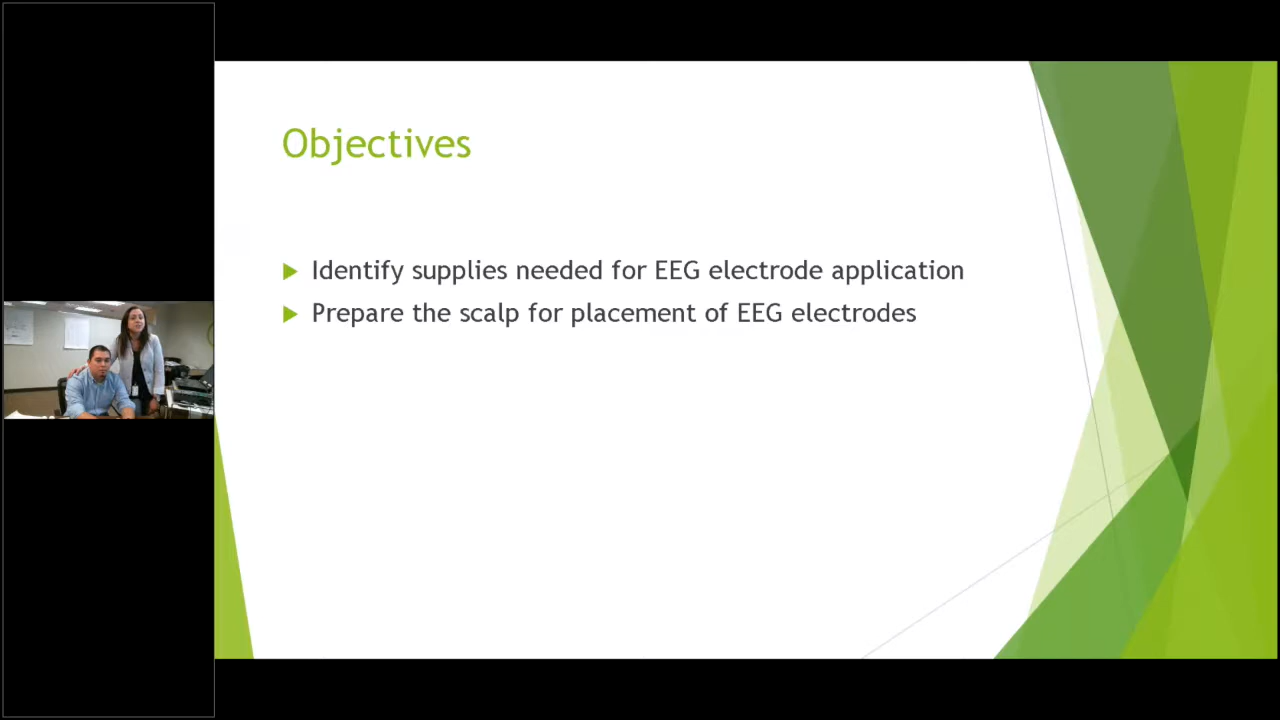 Objectives
Identify supplies needed for EEG electrode application
Prepare the scalp for placement of EEG electrodes